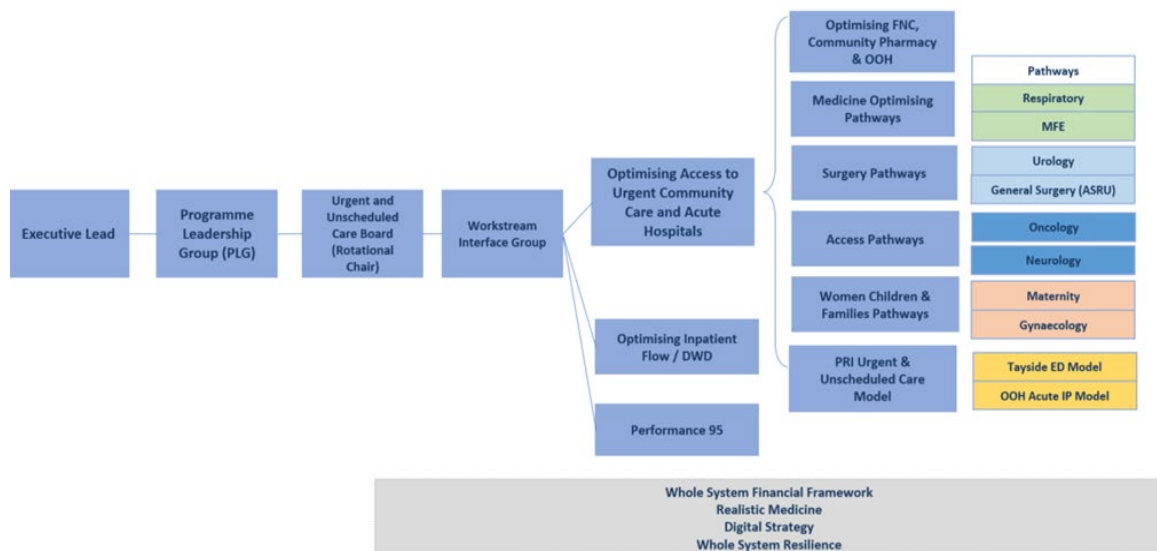 Executive Lead
Programme
Leadership
Group (PLG)
Urgent and
Unscheduled
Care Board
(Rotational
Chair)
Workstream
Interface Group
Optimising Access to
Urgent Community
Care and Acute
Hospitals
Optimising Inpatient
Flow / DWD
Performance 95
Optimising FNC,
Community Pharmacy
& OOH
Medicine Optimising
Pathways
Surgery Pathways
Access Pathways
Women Children &
Families Pathways
PRI Urgent &
Unscheduled Care
Model
Pathways
Respiratory
MFE
Urology
General Surgery (ASRU)
Oncology
Neurology
Maternity
Gynaecology
Tayside ED Model
OOH Acute IP Model
Whole System Financial Framework
Realistic Medicine
Digital Strategy
Whole System Resilience